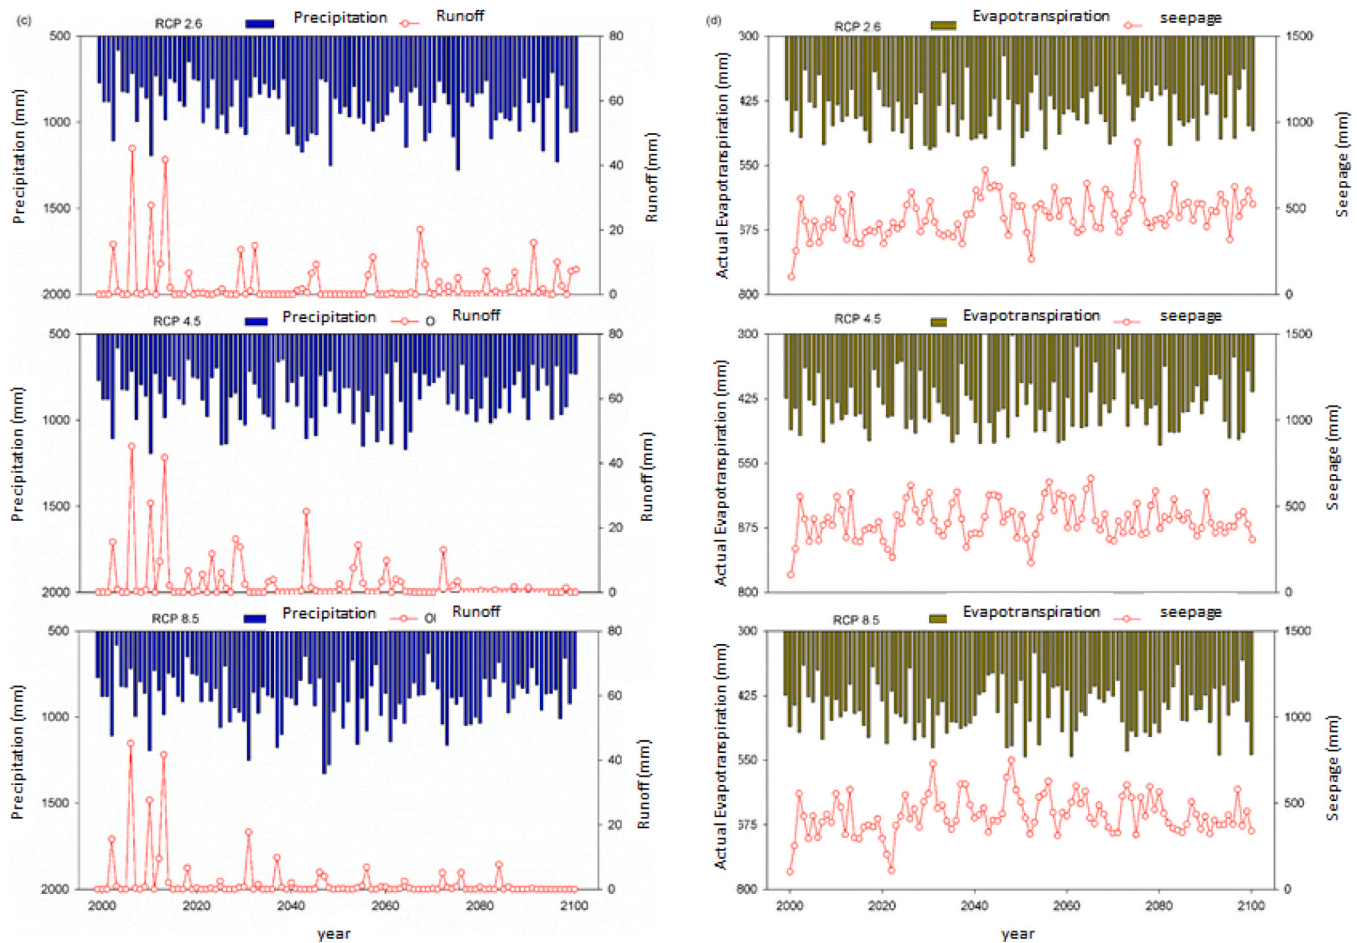 (c)
RCP 2.6
Precipitation
Runoff
500
1000
1500
2000
Precipitation (mm)
80
60
40
20
0
Runoff (mm)
RCP 4.5
Precipitation
O
Runoff
500
1000
1500
2000
Precipitation (mm)
80
60
40
20
0
Runoff (mm)
RCP 8.5
Precipitation
Ol
Runoff
500
1000
1500
2000
Precipitation (mm)
80
60
40
20
0
Runoff (mm)
2000
2020
2040
2060
2080
2100
year
(d)
RCP 2.6
Evapotranspiration
seepage
300
425
550
375
800
Actual Evapotranspiration (mm)
1500
1000
500
0
Seepage (mm)
RCP 4.5
Evapotranspiration
seepage
300
425
550
675
800
Actual Evapotranspiration (mm)
1500
1000
500
0
Seepage (mm)
RCP 8.5
Evapotranspiration
seepage
300
425
550
575
800
Actual Evapotranspiration (mm)
1500
1000
500
0
Seepage (mm)
2000
2020
2040
2060
2080
2100
year